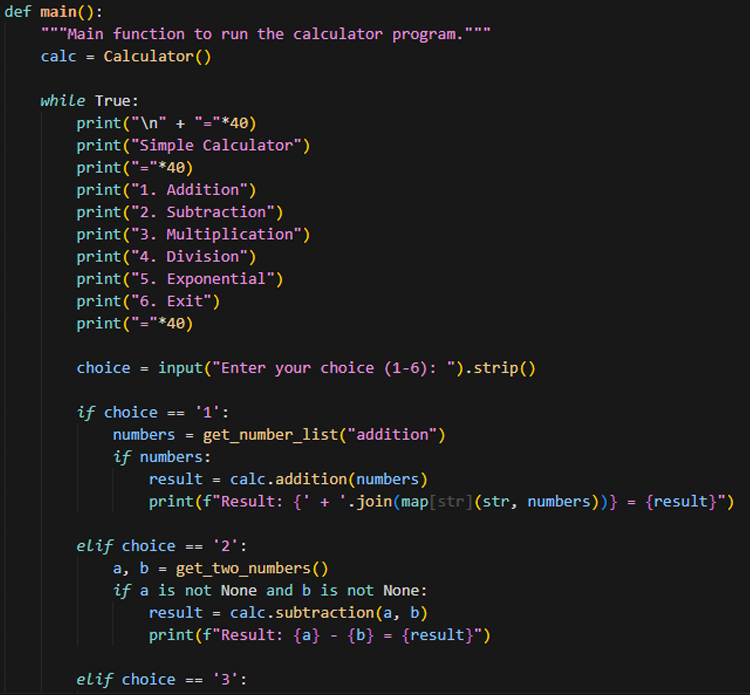 def main():
    """Main function to run the calculator program."""
    calc = Calculator()

    while True:
        print("\n" + "="*40)
        print("Simple Calculator")
        print("="*40)
        print("1. Addition")
        print("2. Subtraction")
        print("3. Multiplication")
        print("4. Division")
        print("5. Exponential")
        print("6. Exit")
        print("="*40)

        choice = input("Enter your choice (1-6): ").strip()

        if choice == '1':
            numbers = get_number_list("addition")
            if numbers:
                result = calc.addition(numbers)
                print(f"Result: {' + '.join(map[str](str, numbers))} = {result}")

        elif choice == '2':
            a, b = get_two_numbers()
            if a is not None and b is not None:
                result = calc.subtraction(a, b)
                print(f"Result: {a} - {b} = {result}")

        elif choice == '3':